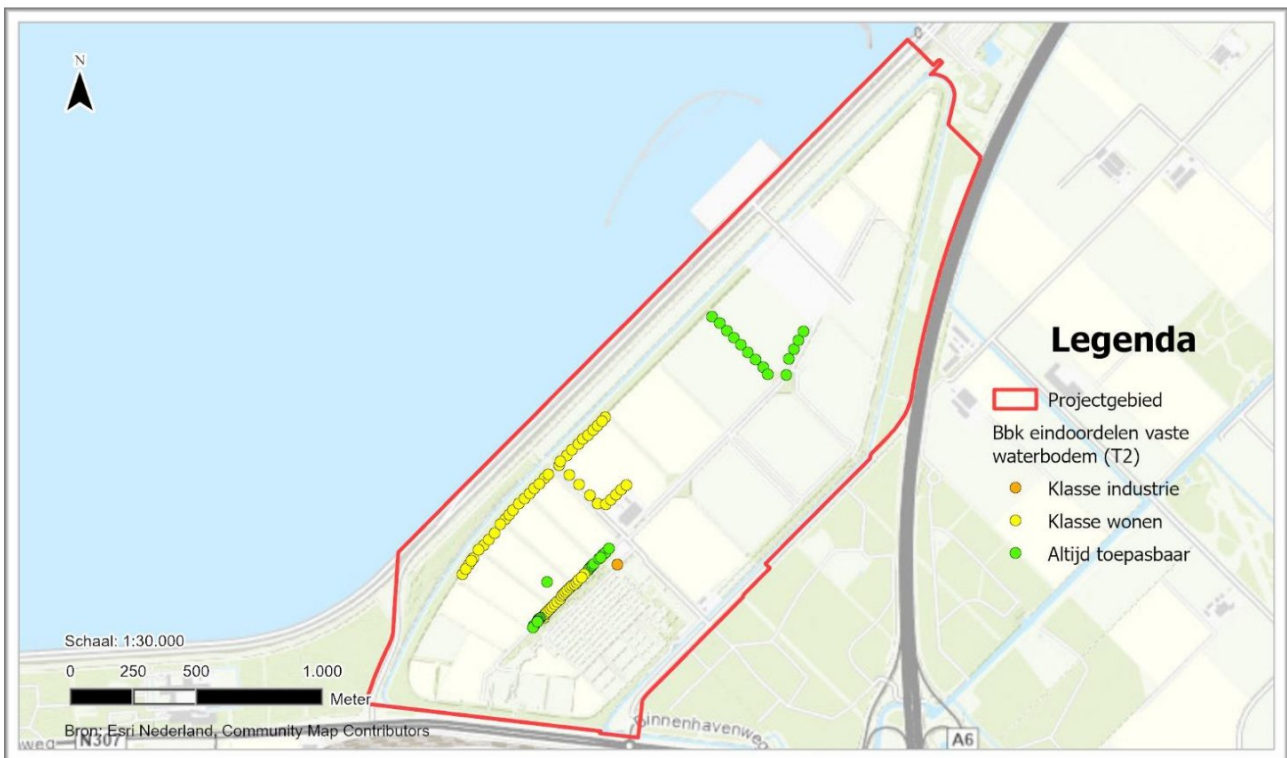 N
Legenda
Projectgebied
Bbk eindoordelen vaste
waterbodem (T2)
Klasse industrie
Klasse wonen
Altijd toepasbaar
Schaal: 1:30.000
0 250 500 1.000
Meter
Bron: Esri Nederland, Community Map Contributors
weg N307
Binnenhavenweg
A6